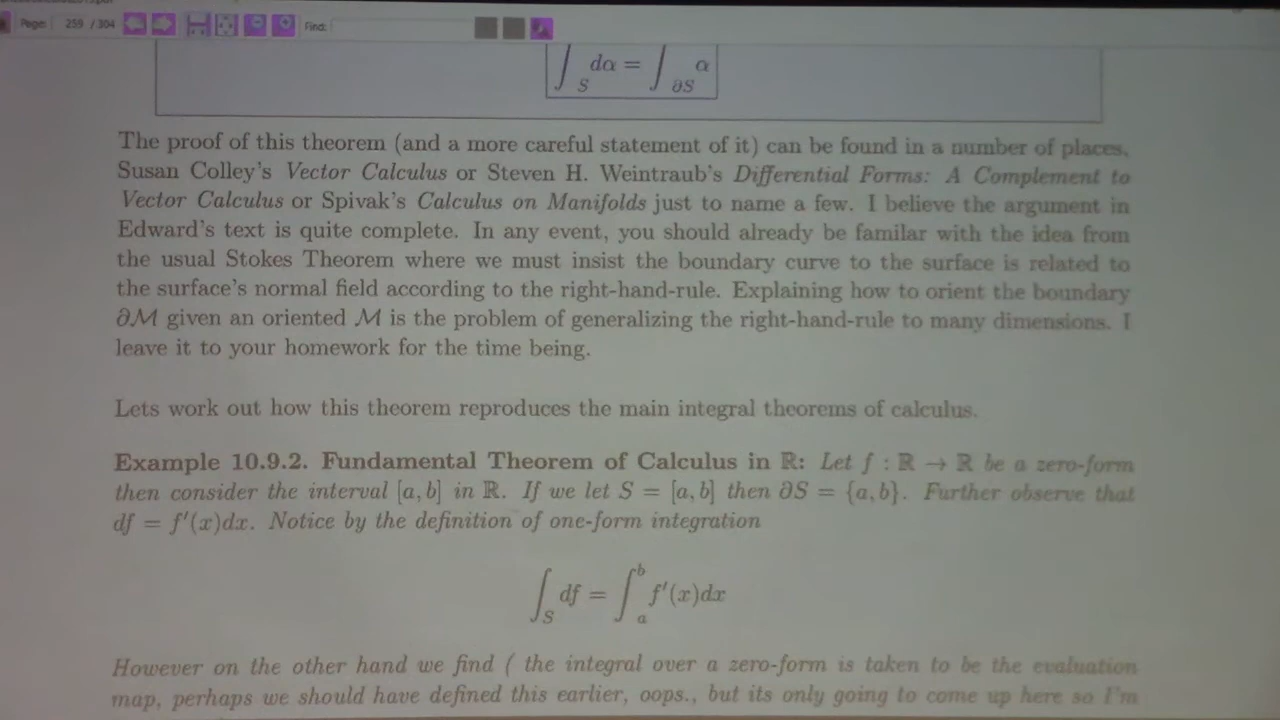 Page: 259 / 304 Find:
∫_S dα = ∫_∂S α
The proof of this theorem (and a more careful statement of it) can be found in a number of places,
Susan Colley's Vector Calculus or Steven H. Weintraub's Differential Forms: A Complement to
Vector Calculus or Spivak's Calculus on Manifolds just to name a few. I believe the argument in
Edward's text is quite complete. In any event, you should already be familar with the idea from
the usual Stokes Theorem where we must insist the boundary curve to the surface is related to
the surface's normal field according to the right-hand-rule. Explaining how to orient the boundary
∂M given an oriented M is the problem of generalizing the right-hand-rule to many dimensions. I
leave it to your homework for the time being.
Lets work out how this theorem reproduces the main integral theorems of calculus.
Example 10.9.2. Fundamental Theorem of Calculus in ℝ: Let f : ℝ → ℝ be a zero-form
then consider the interval [a, b] in ℝ. If we let S = [a, b] then ∂S = {a, b}. Further observe that
df = f'(x)dx. Notice by the definition of one-form integration
∫_S df = ∫_a^b f'(x)dx
However on the other hand we find ( the integral over a zero-form is taken to be the evaluation
map, perhaps we should have defined this earlier, oops., but its only going to come up here so I'm